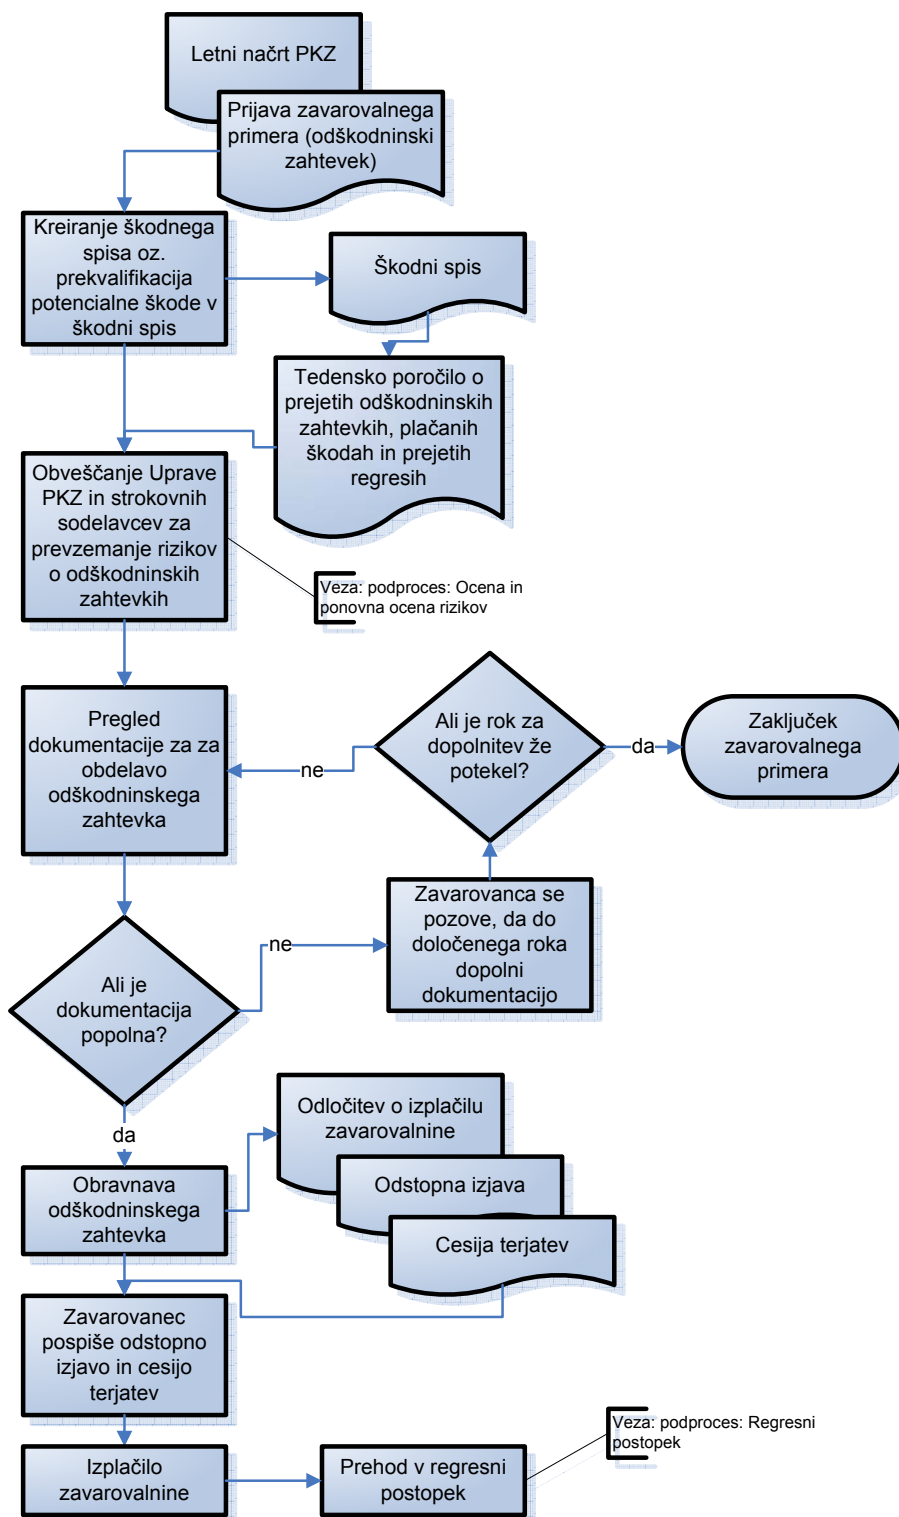 Letni načrt PKZ
Prijava zavarovalnega
primera (odškodninski
zahtevek)
Kreiranje škodnega
spisa oz.
prekvalifikacija
potencialne škode v
škodni spis
Škodni spis
Tedensko poročilo o
prejetih odškodninskih
zahtevkih, plačanih
škodah in prejetih
regresih
Obveščanje Uprave
PKZ in strokovnih
sodelavcev za
prevzemanje rizikov
o odškodninskih
zahtevkih
Veza: podproces: Ocena in
ponovna ocena rizikov
Pregled
dokumentacije za za
obdelavo
odškodninskega
zahtevka
ne
Ali je rok za
dopolnitev že
potekel?
da
Zaključek
zavarovalnega
primera
Zavarovanca se
pozove, da do
določenega roka
dopolni
dokumentacijo
ne
Ali je
dokumentacija
popolna?
da
Odločitev o izplačilu
zavarovalnine
Odstopna izjava
Cesija terjatev
Obravnava
odškodninskega
zahtevka
Zavarovanec
pospiše odstopno
izjavo in cesijo
terjatev
Izplačilo
zavarovalnine
Prehod v regresni
postopek
Veza: podproces: Regresni
postopek